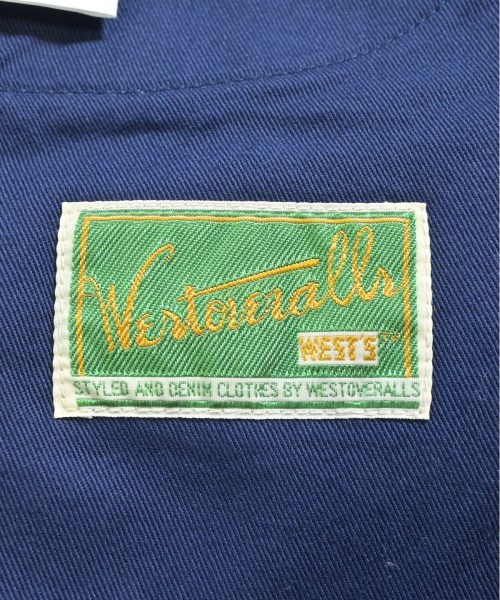 Westoveralls
WEST'S
STYLED AND DENIM CLOTHES BY WESTOVERALLS